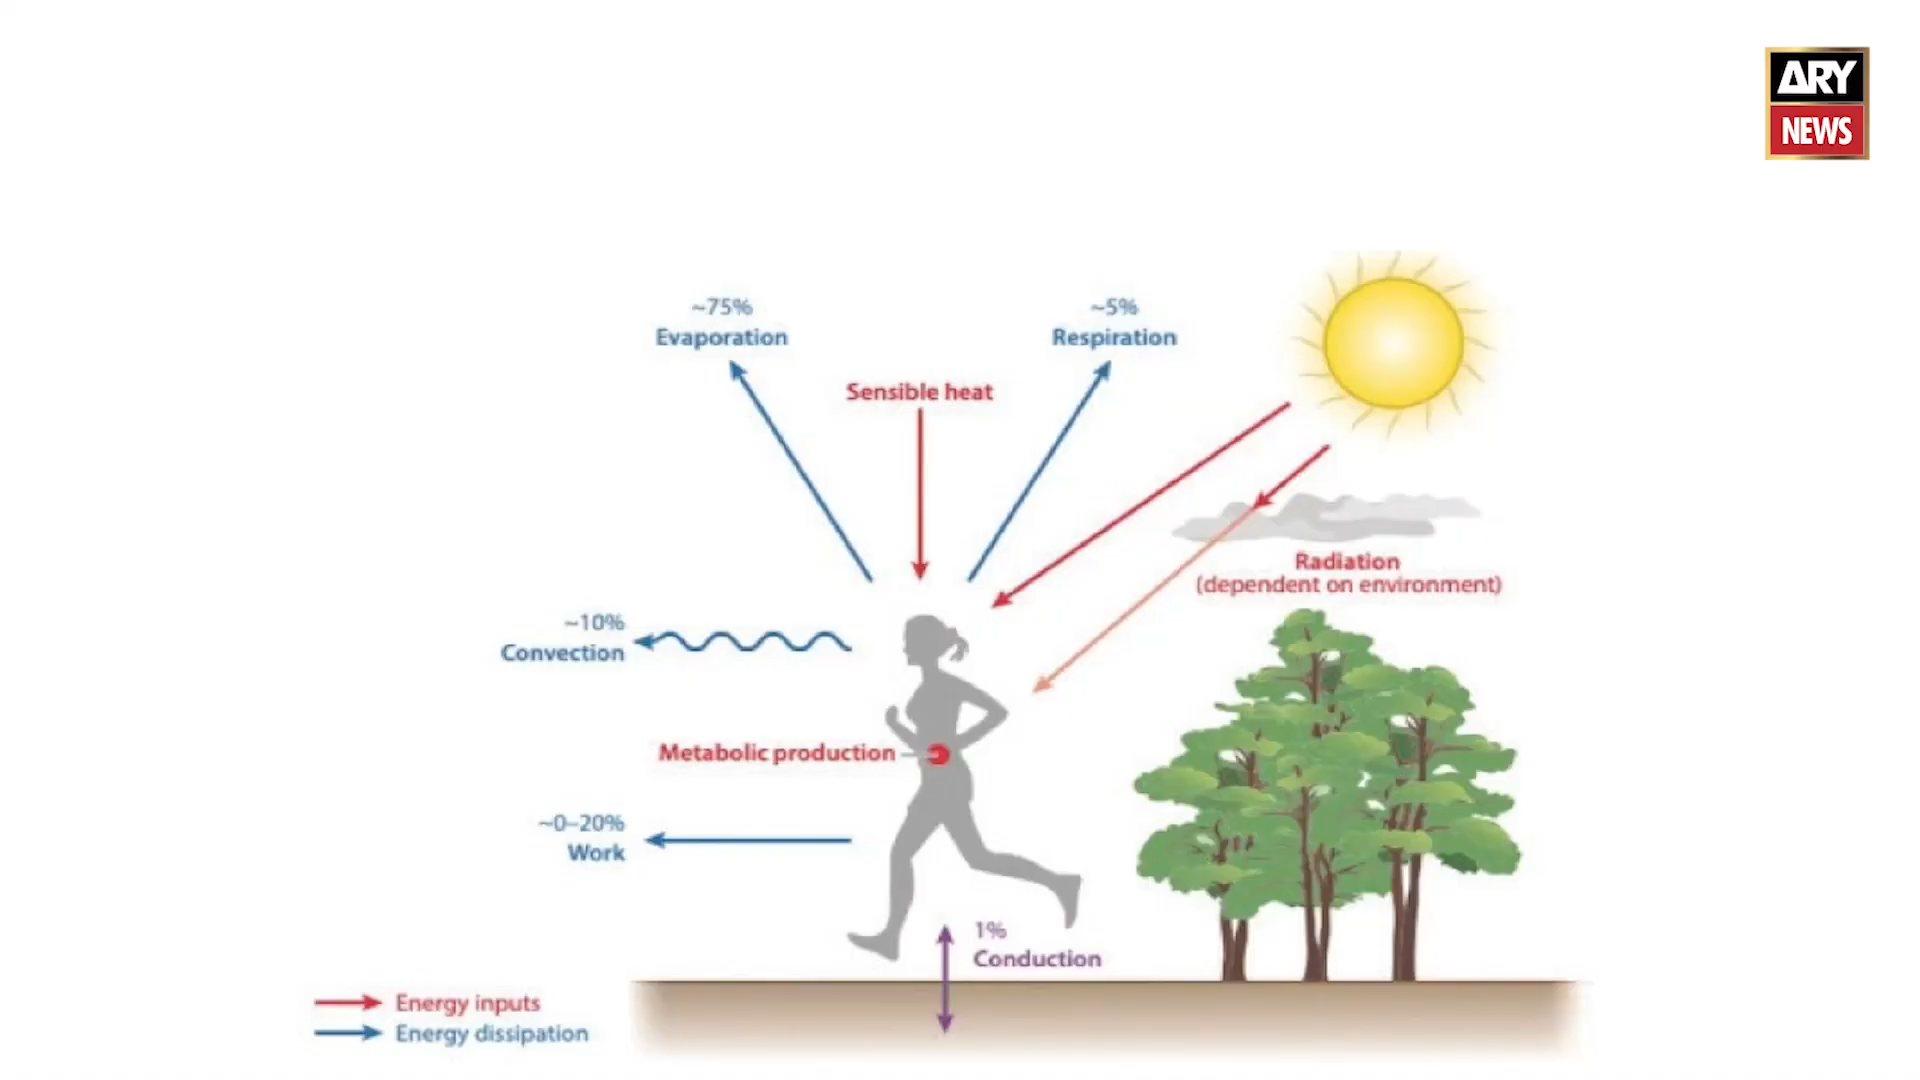 ARY
NEWS
~75%
Evaporation
~5%
Respiration
Sensible heat
Radiation
(dependent on environment)
~10%
Convection
Metabolic production
~0–20%
Work
1%
Conduction
Energy inputs
Energy dissipation